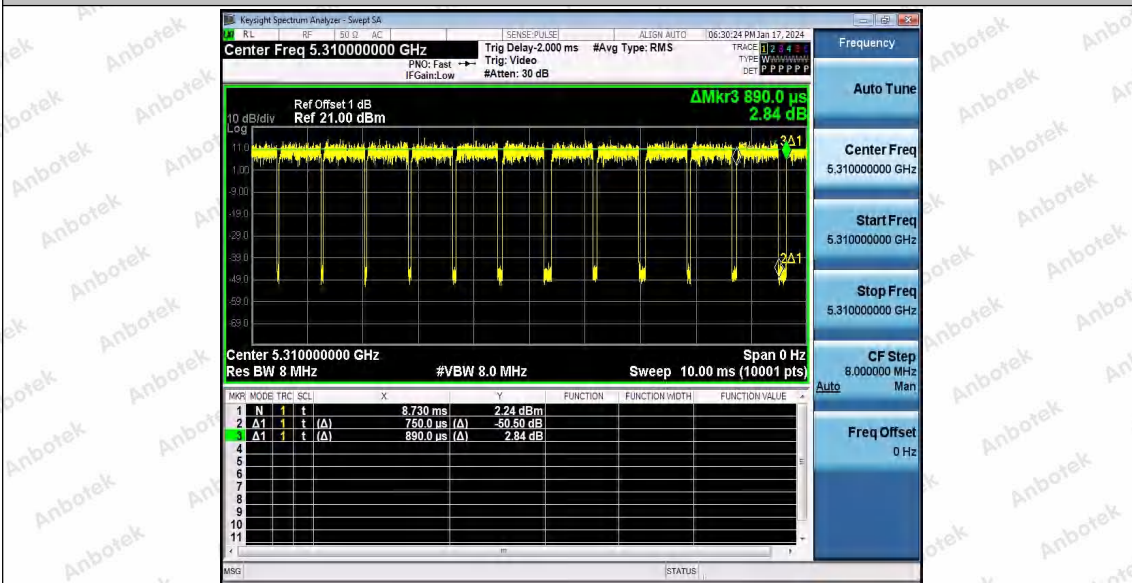 Keysight Spectrum Analyzer - Swept SA
RL RF 50 Ω AC SENSE:PULSE ALIGN AUTO 06:30:24 PM Jan 17, 2024
Center Freq 5.310000000 GHz
PNO: Fast
IFGain:Low
Trig Delay-2.000 ms
Trig: Video
#Atten: 30 dB
#Avg Type: RMS
TRACE 1 2 3 4 5 6
TYPE WWWWWW
DET P P P P P P
Frequency
Auto Tune
Center Freq
5.310000000 GHz
Start Freq
5.310000000 GHz
Stop Freq
5.310000000 GHz
CF Step
8.000000 MHz
Auto Man
Freq Offset
0 Hz
Ref Offset 1 dB
10 dB/div Ref 21.00 dBm
Log
ΔMkr3 890.0 µs
2.84 dB
11.0
1.00
-9.00
-19.0
-29.0
-39.0
-49.0
-59.0
-69.0
3Δ1
2Δ1
Center 5.310000000 GHz Span 0 Hz
Res BW 8 MHz #VBW 8.0 MHz Sweep 10.00 ms (10001 pts)
MKR MODE TRC SCL X Y FUNCTION FUNCTION WIDTH FUNCTION VALUE
1 N 1 t 8.730 ms 2.24 dBm
2 Δ1 1 t (Δ) 750.0 µs (Δ) -50.50 dB
3 Δ1 1 t (Δ) 890.0 µs (Δ) 2.84 dB
4
5
6
7
8
9
10
11
MSG STATUS
Anbotek